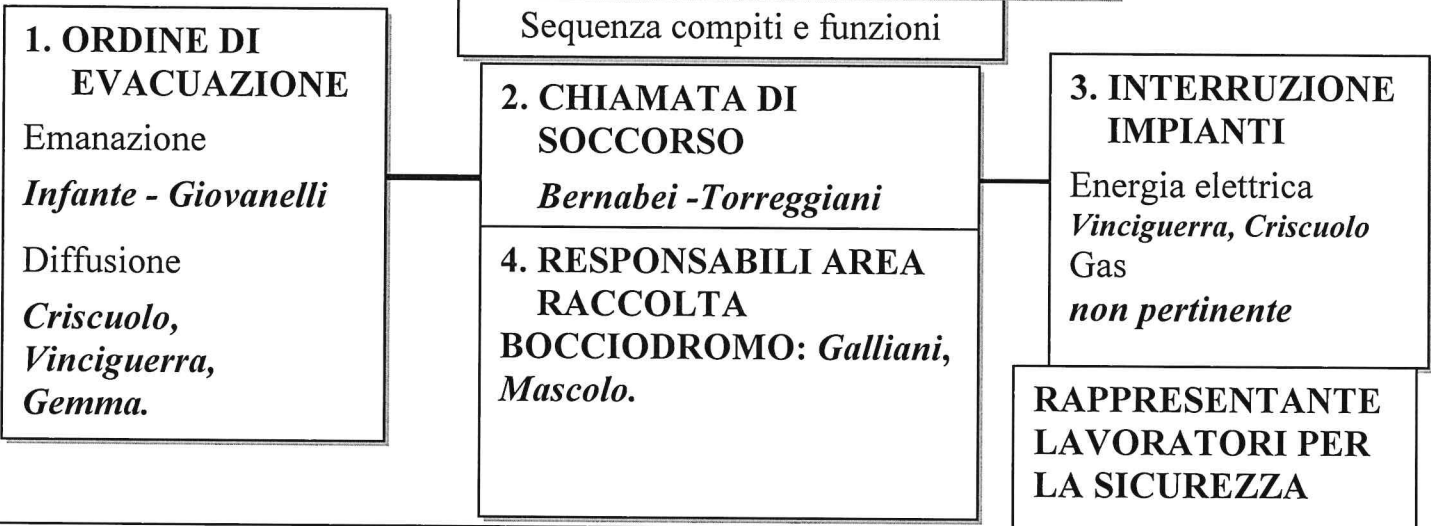 Sequenza compiti e funzioni
1. ORDINE DI
EVACUAZIONE
Emanazione
Infante - Giovanelli
Diffusione
Criscuolo,
Vinciguerra,
Gemma.
2. CHIAMATA DI
SOCCORSO
Bernabei -Torreggiani
4. RESPONSABILI AREA
RACCOLTA
BOCCIODROMO: Galliani,
Mascolo.
3. INTERRUZIONE
IMPIANTI
Energia elettrica
Vinciguerra, Criscuolo
Gas
non pertinente
RAPPRESENTANTE
LAVORATORI PER
LA SICUREZZA